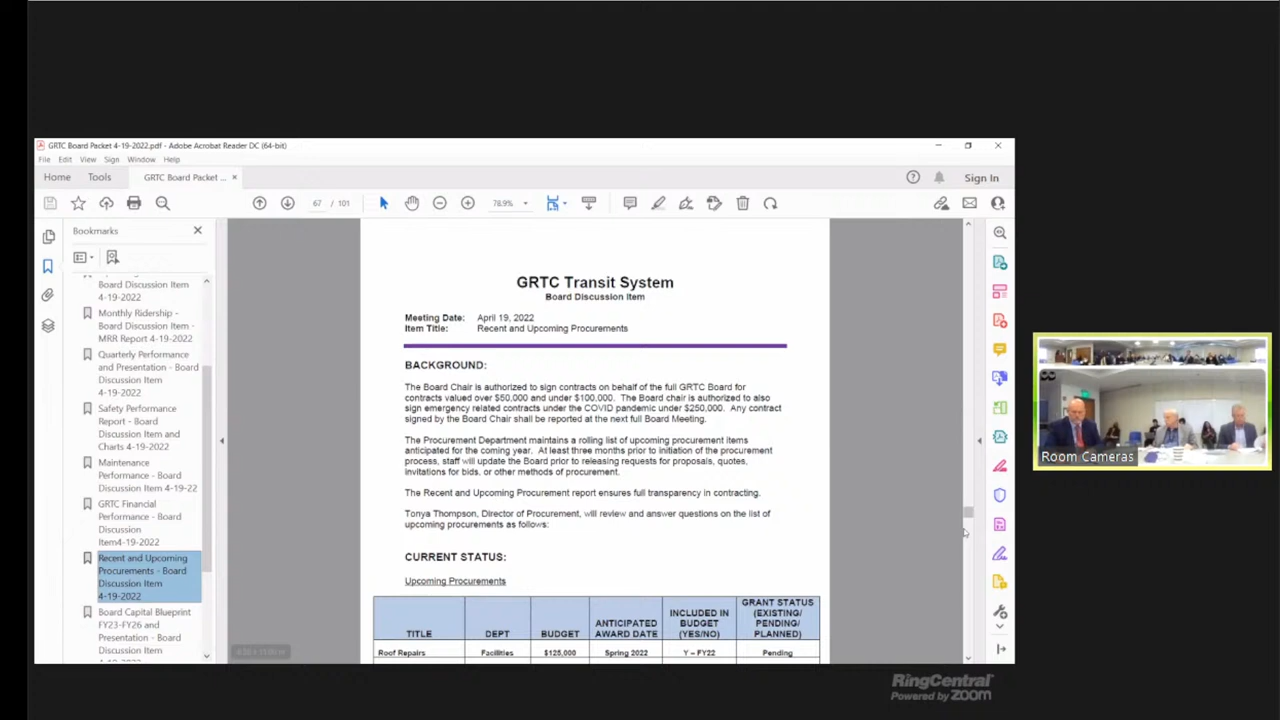 GRTC Board Packet 4-19-2022.pdf - Adobe Acrobat Reader DC (64-bit)
File Edit View Sign Window Help
Home Tools GRTC Board Packet ... × Sign In
67 / 101 78.9%
Bookmarks
Board Discussion Item
4-19-2022
Monthly Ridership -
Board Discussion Item -
MRR Report 4-19-2022
Quarterly Performance
and Presentation - Board
Discussion Item
4-19-2022
Safety Performance
Report - Board
Discussion Item and
Charts 4-19-2022
Maintenance
Performance - Board
Discussion Item 4-19-22
GRTC Financial
Performance - Board
Discussion
Item4-19-2022
Recent and Upcoming
Procurements - Board
Discussion Item
4-19-2022
Board Capital Blueprint
FY23-FY26 and
Presentation - Board
Discussion Item
GRTC Transit System
Board Discussion Item
Meeting Date: April 19, 2022
Item Title: Recent and Upcoming Procurements
BACKGROUND:
The Board Chair is authorized to sign contracts on behalf of the full GRTC Board for
contracts valued over $50,000 and under $100,000. The Board chair is authorized to also
sign emergency related contracts under the COVID pandemic under $250,000. Any contract
signed by the Board Chair shall be reported at the next full Board Meeting.
The Procurement Department maintains a rolling list of upcoming procurement items
anticipated for the coming year. At least three months prior to initiation of the procurement
process, staff will update the Board prior to releasing requests for proposals, quotes,
invitations for bids, or other methods of procurement.
The Recent and Upcoming Procurement report ensures full transparency in contracting.
Tonya Thompson, Director of Procurement, will review and answer questions on the list of
upcoming procurements as follows:
CURRENT STATUS:
Upcoming Procurements
TITLE DEPT BUDGET ANTICIPATED AWARD DATE INCLUDED IN BUDGET (YES/NO) GRANT STATUS (EXISTING/ PENDING/ PLANNED)
Roof Repairs Facilities $125,000 Spring 2022 Y – FY22 Pending
Room Cameras
RingCentral
Powered by zoom